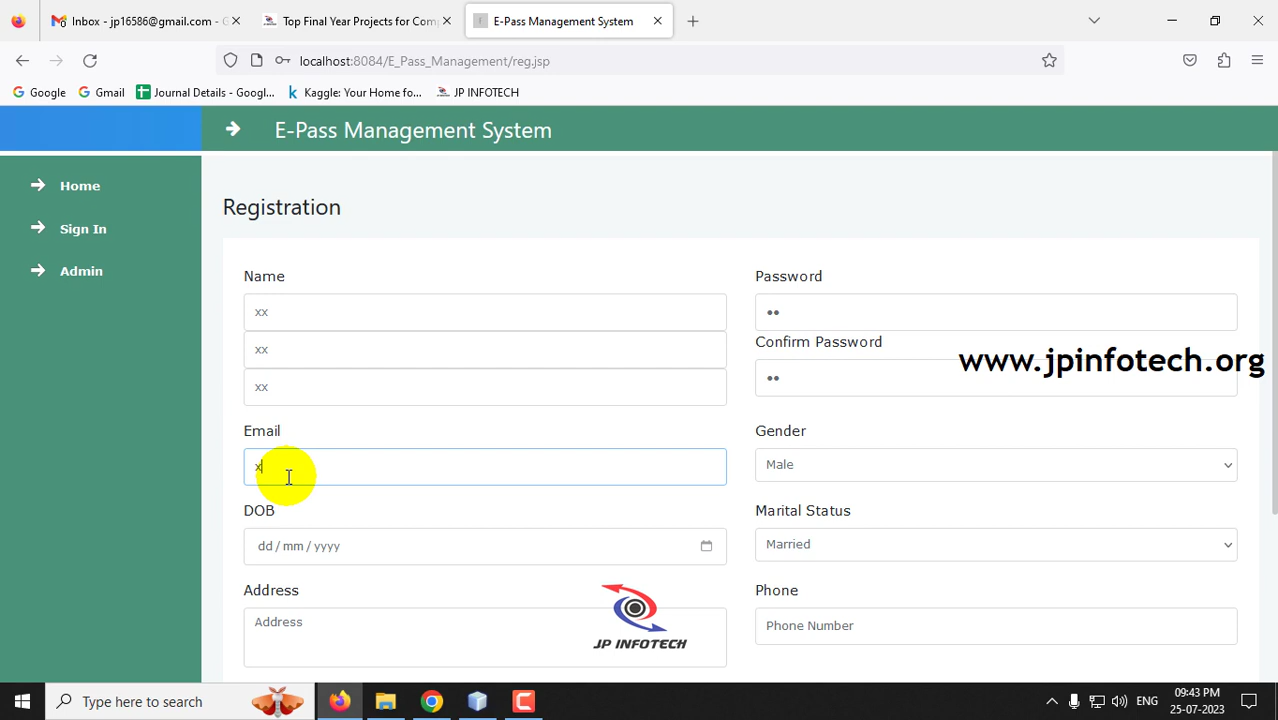 Inbox - jp16586@gmail.com - G
Top Final Year Projects for Comp
E-Pass Management System
localhost:8084/E_Pass_Management/reg.jsp
Google
Gmail
Journal Details - Googl...
Kaggle: Your Home fo...
JP INFOTECH
E-Pass Management System
Home
Sign In
Admin
Registration
Name
xx
xx
xx
Password
••
Confirm Password
••
www.jpinfotech.org
Email
x
Gender
Male
DOB
dd / mm / yyyy
Marital Status
Married
Address
Address
Phone
Phone Number
JP INFOTECH
Type here to search
ENG
09:43 PM
25-07-2023